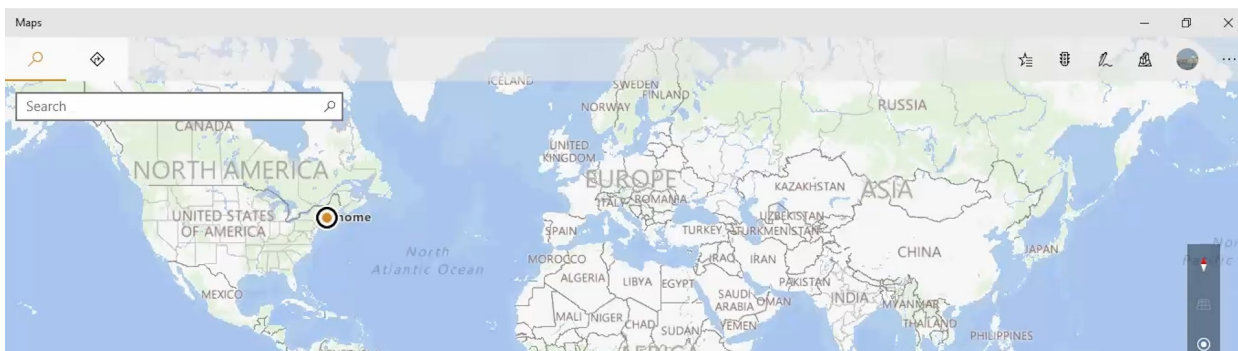 Maps
Search
ICELAND
SWEDEN
FINLAND
NORWAY
RUSSIA
CANADA
UNITED
KINGDOM
NORTH AMERICA
EUROPE
KAZAKHSTAN
ASIA
ITALY
ROMANIA
UNITED STATES
OF AMERICA
home
UZBEKISTAN
SPAIN
TURKEY
TURKMENISTAN
North
Atlantic Ocean
CHINA
JAPAN
MOROCCO
IRAQ
IRAN
ALGERIA
LIBYA
EGYPT
PAKISTAN
MEXICO
SAUDI
ARABIA
OMAN
INDIA
MYANMAR
MALI
NIGER
CHAD
SUDAN
YEMEN
THAILAND
PHILIPPINES